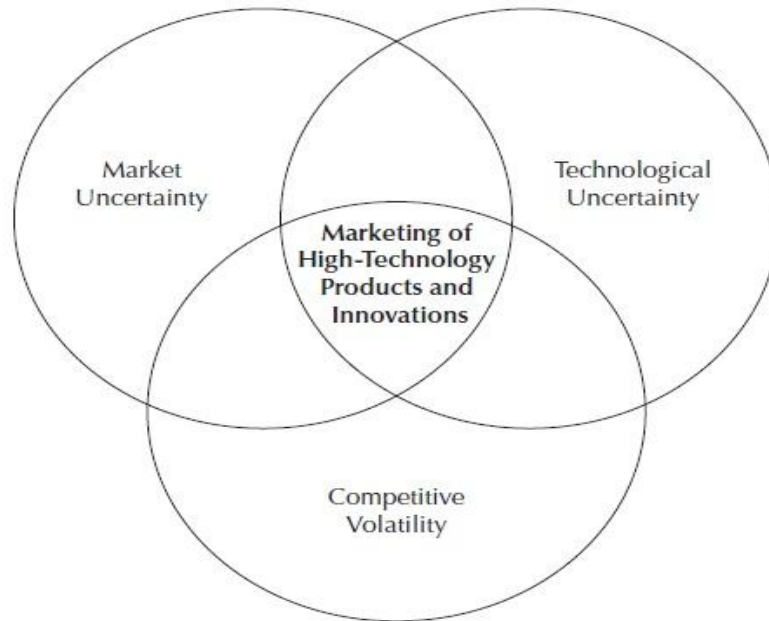 Market
Uncertainty
Technological
Uncertainty
Marketing of
High-Technology
Products and
Innovations
Competitive
Volatility